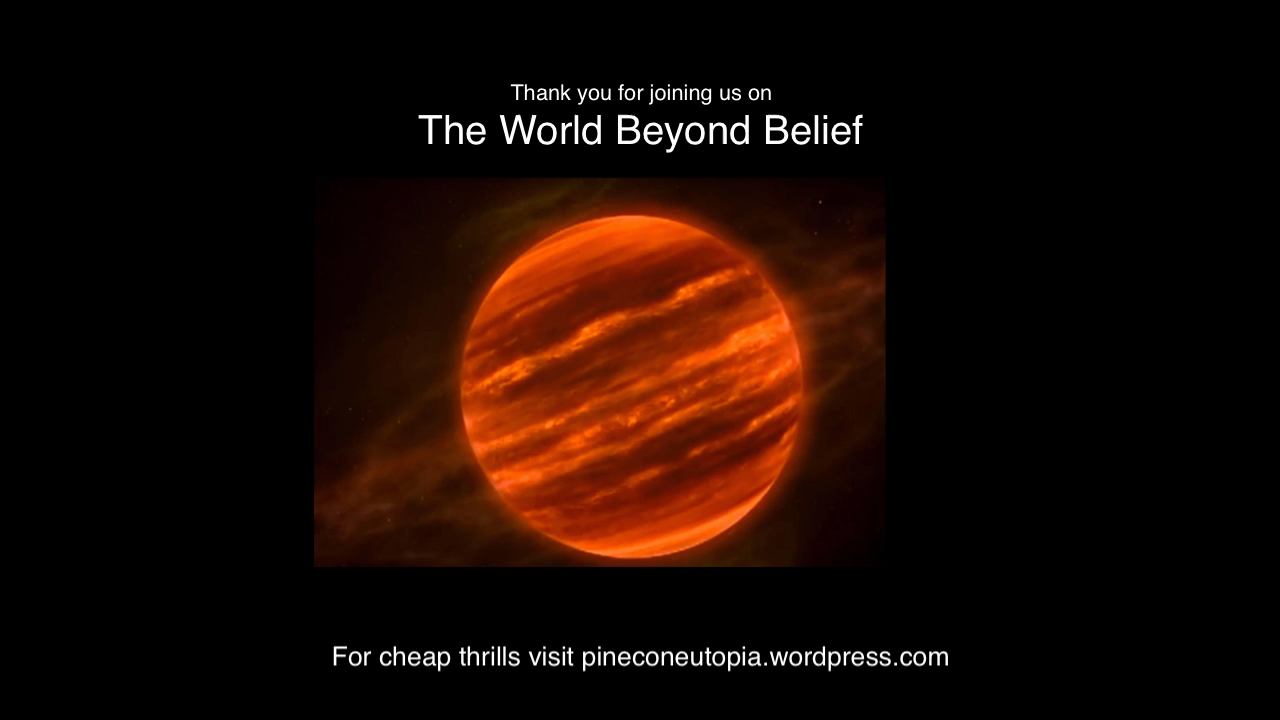 Thank you for joining us on
The World Beyond Belief
For cheap thrills visit pineconeutopia.wordpress.com